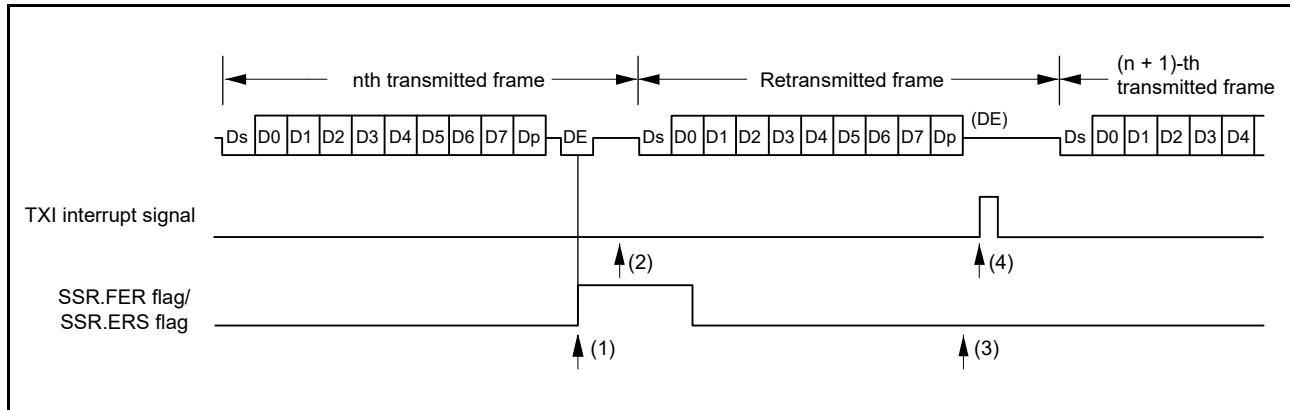 nth transmitted frame
Retransmitted frame
(n + 1)-th
transmitted frame
Ds D0 D1 D2 D3 D4 D5 D6 D7 Dp DE Ds D0 D1 D2 D3 D4 D5 D6 D7 Dp (DE) Ds D0 D1 D2 D3 D4
TXI interrupt signal
(2) (4)
SSR.FER flag/
SSR.ERS flag
(1) (3)